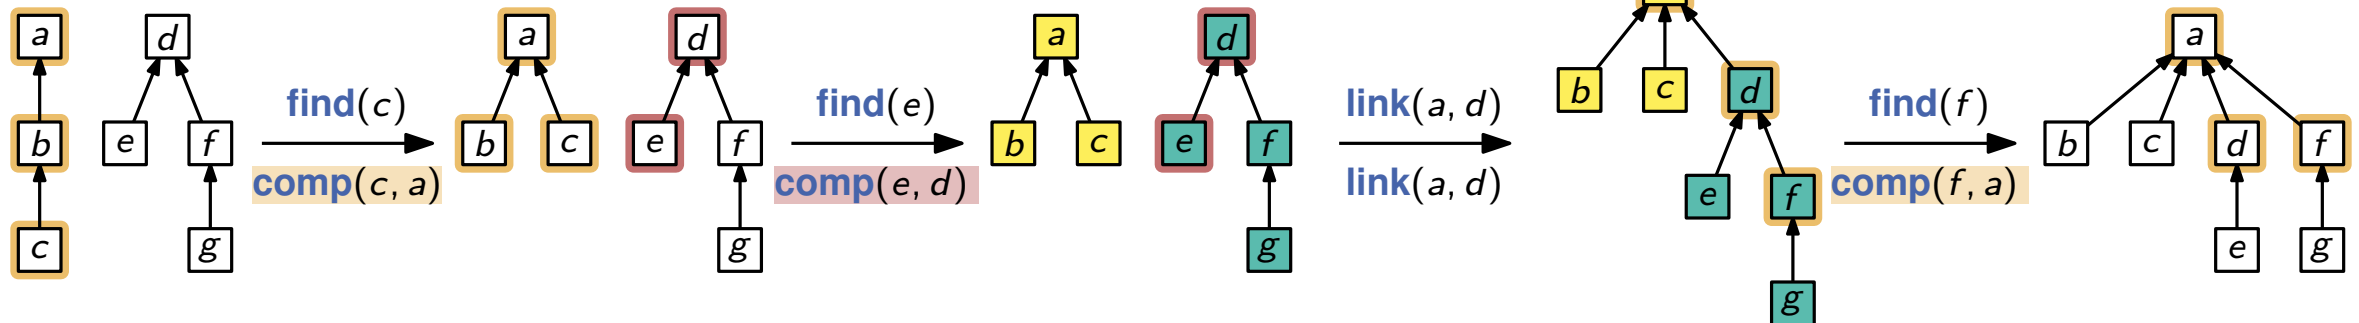 a d
b e f
c g
find(c)
comp(c, a)
a d
b c e f
g
find(e)
comp(e, d)
a d
b c e f
g
link(a, d)
link(a, d)
b c d
e f
g
find(f)
comp(f, a)
a
b c d f
e g